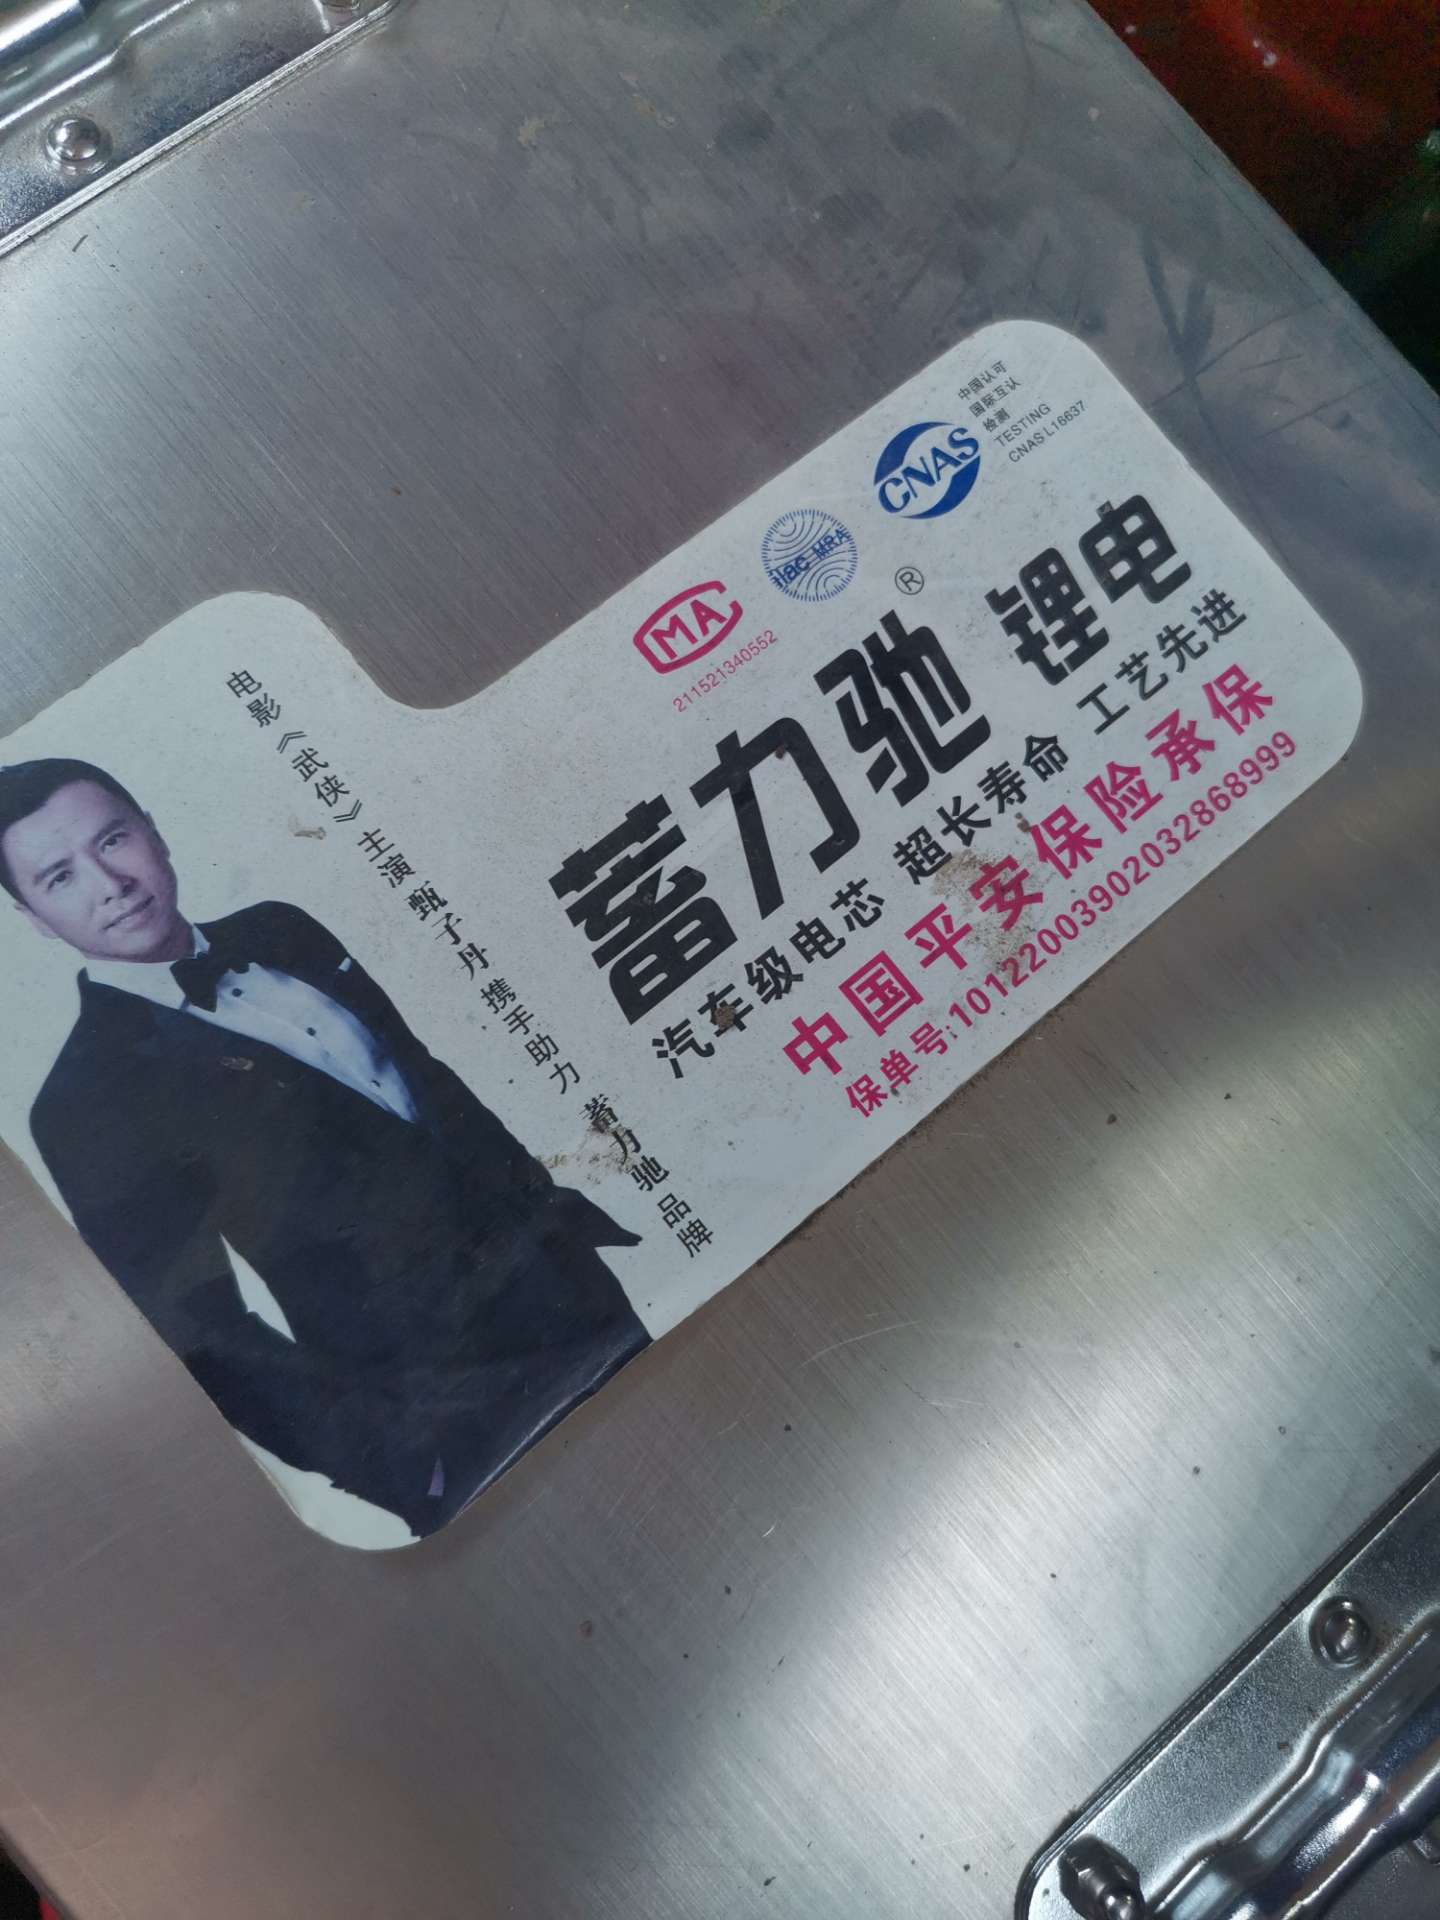 中国认可
国际互认
检测
TESTING
CNAS L16637
CNAS
ilac-MRA
MA
211521340552
蓄力驰® 锂电
汽车级电芯 超长寿命 工艺先进
中国平安保险承保
保单号:10122003902032868999
电影《武侠》主演甄子丹携手助力 蓄力驰品牌